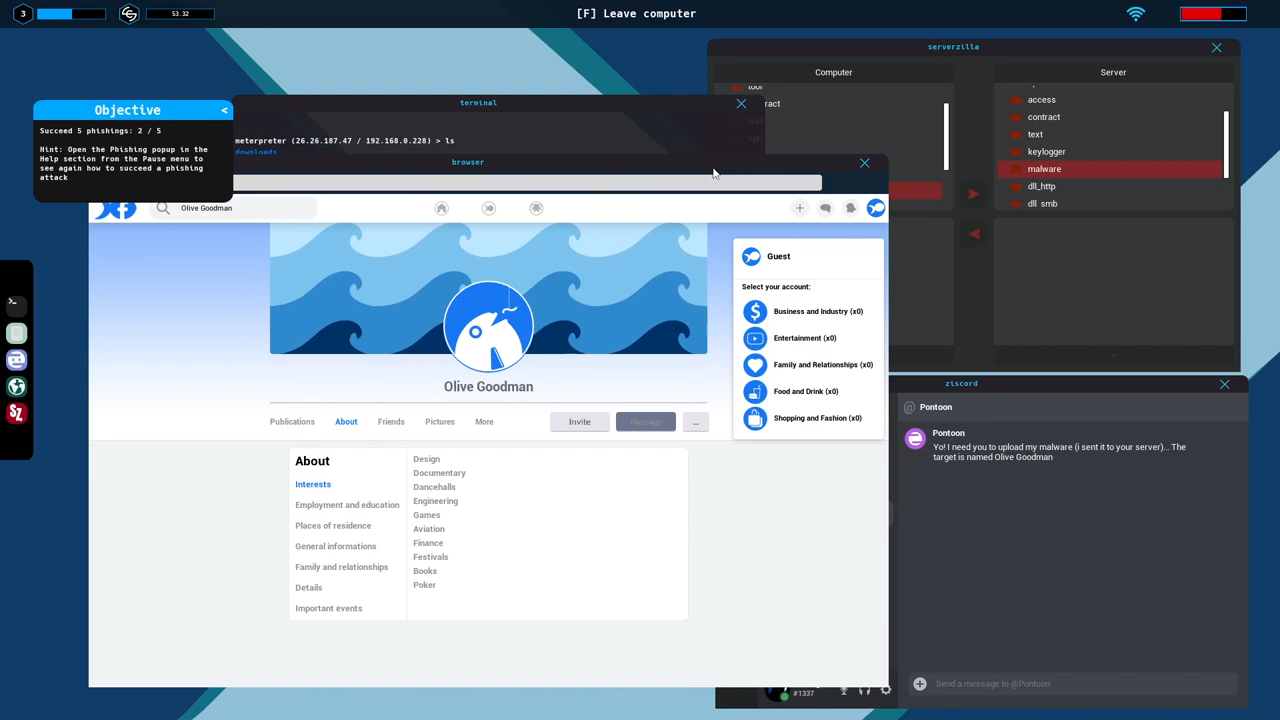 3
53.32
[F] Leave computer
serverzilla
Computer
Server
tool
contract
access
contract
text
keylogger
malware
dll_http
dll_smb
Objective <
Succeed 5 phishings: 2 / 5
Hint: Open the Phishing popup in the
Help section from the Pause menu to
see again how to succeed a phishing
attack
terminal
meterpreter (26.26.187.47 / 192.168.0.228) > ls
downloads
browser
Olive Goodman
Guest
Select your account:
Business and Industry (x0)
Entertainment (x0)
Family and Relationships (x0)
Food and Drink (x0)
Shopping and Fashion (x0)
Olive Goodman
Publications
About
Friends
Pictures
More
Invite
Message
...
About
Interests
Employment and education
Places of residence
General informations
Family and relationships
Details
Important events
Design
Documentary
Dancehalls
Engineering
Games
Aviation
Finance
Festivals
Books
Poker
SZ
ziscord
@ Pontoon
Pontoon
Yo! I need you to upload my malware (i sent it to your server)... The
target is named Olive Goodman
#1337
Send a message to @Pontoon